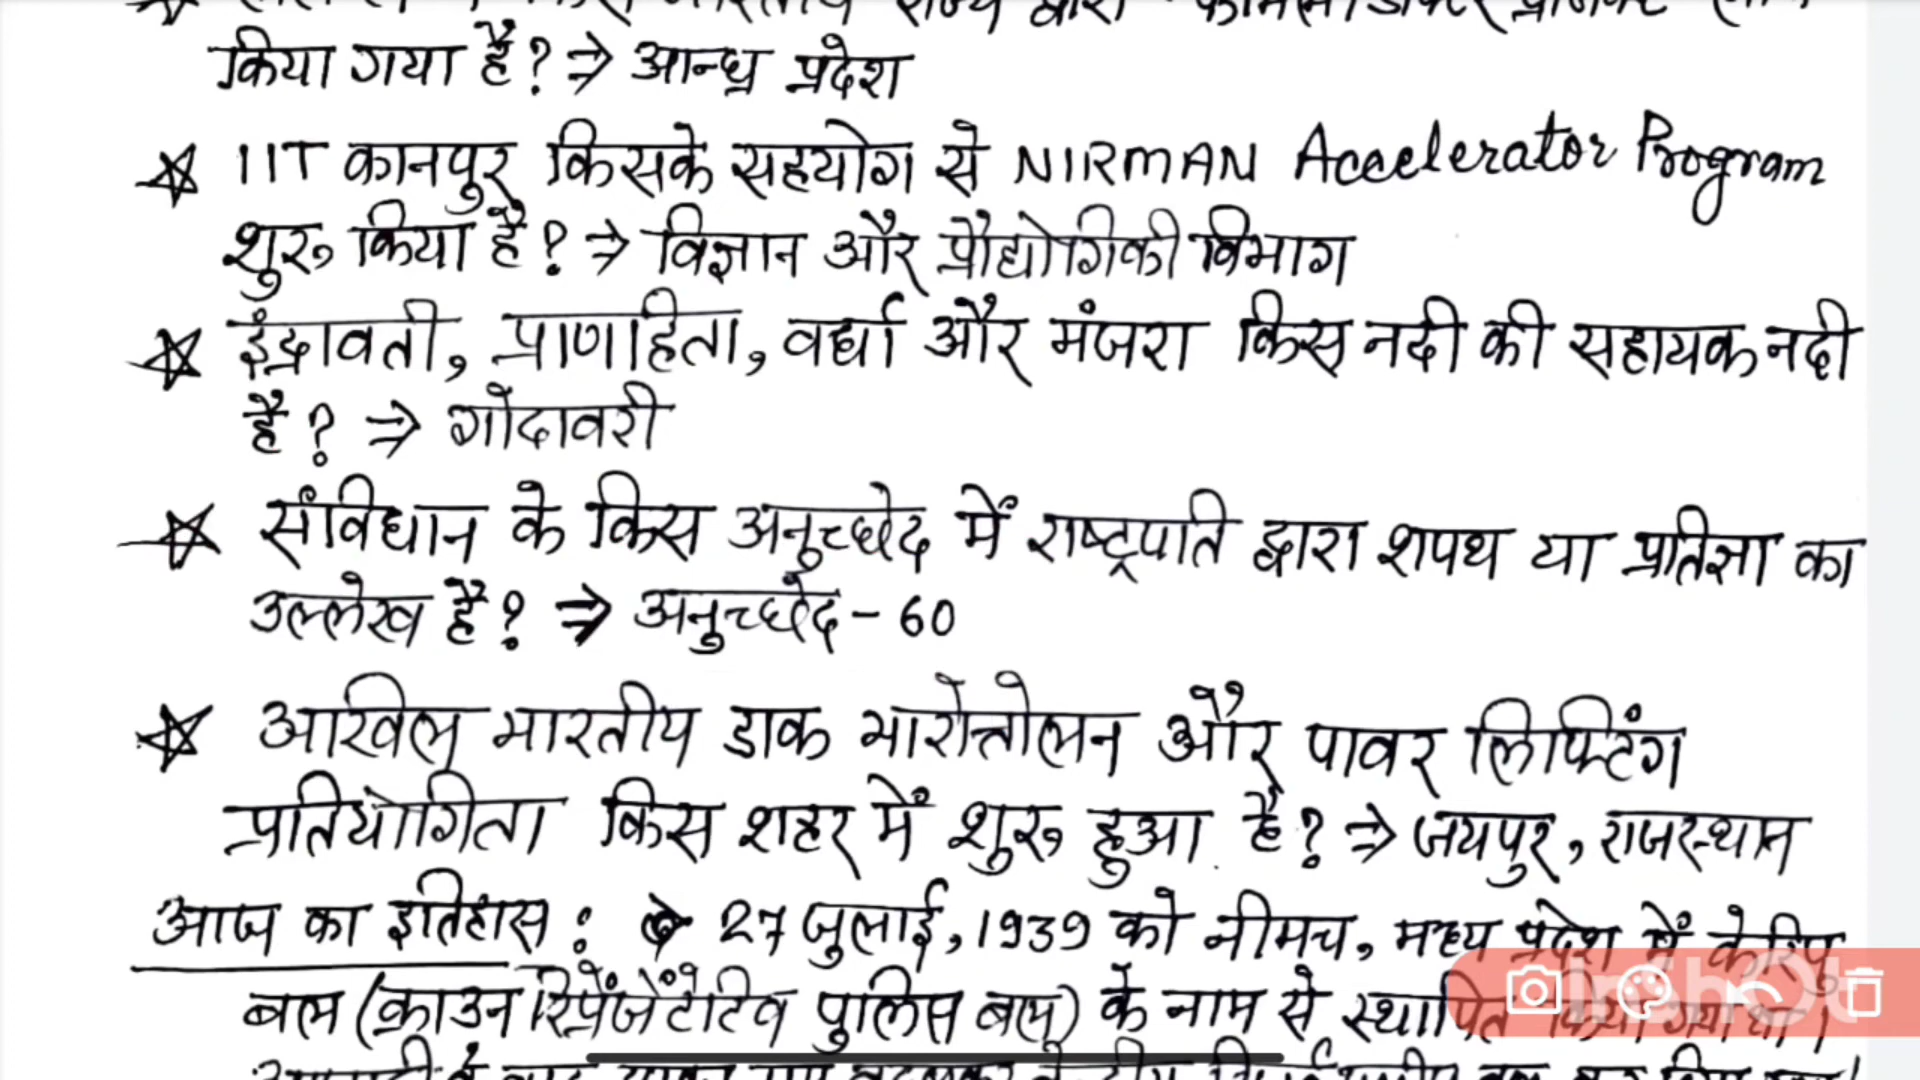 किया गया है? ⇒ आन्ध्र प्रदेश
☆ IIT कानपुर किसके सहयोग से NIRMAN Accelerator Program
शुरू किया है? ⇒ विज्ञान और प्रौद्योगिकी विभाग
☆ इंद्रावती, प्राणहिता, वर्धा और मंजरा किस नदी की सहायक नदी
है? ⇒ गोदावरी
☆ संविधान के किस अनुच्छेद में राष्ट्रपति द्वारा शपथ या प्रतिज्ञा का
उल्लेख है? ⇒ अनुच्छेद - 60
☆ अखिल भारतीय डाक भारोत्तोलन और पावर लिफ्टिंग
प्रतियोगिता किस शहर में शुरू हुआ है? ⇒ जयपुर, राजस्थान
आज का इतिहास : 27 जुलाई, 1939 को नीमच, मध्य प्रदेश में केरिपु
बल (क्राउन रिप्रेंजेंटेटिव पुलिस बल) के नाम से स्थापित किया गया था।